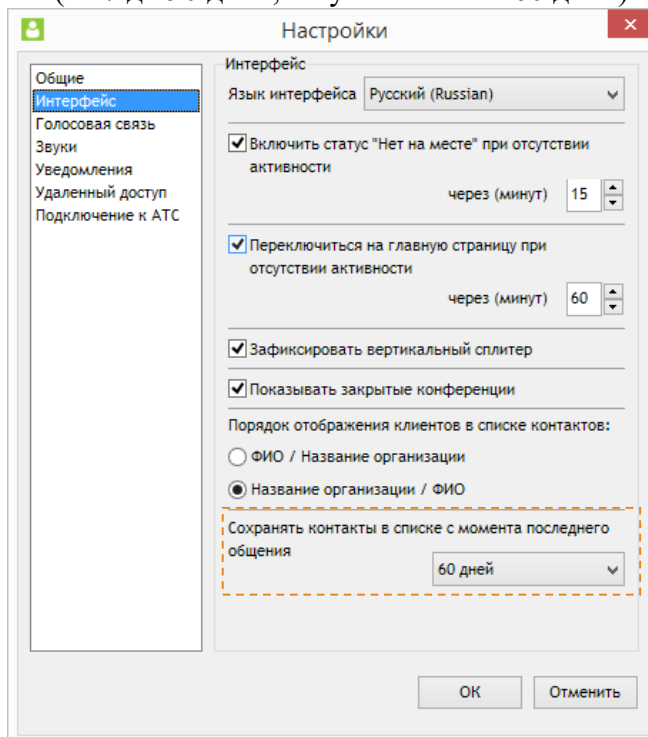 Настройки
Общие
Интерфейс
Голосовая связь
Звуки
Уведомления
Удаленный доступ
Подключение к АТС
Интерфейс
Язык интерфейса Русский (Russian)
Включить статус "Нет на месте" при отсутствии
активности
через (минут) 15
Переключиться на главную страницу при
отсутствии активности
через (минут) 60
Зафиксировать вертикальный сплитер
Показывать закрытые конференции
Порядок отображения клиентов в списке контактов:
ФИО / Название организации
Название организации / ФИО
Сохранять контакты в списке с момента последнего
общения
60 дней
ОК Отменить